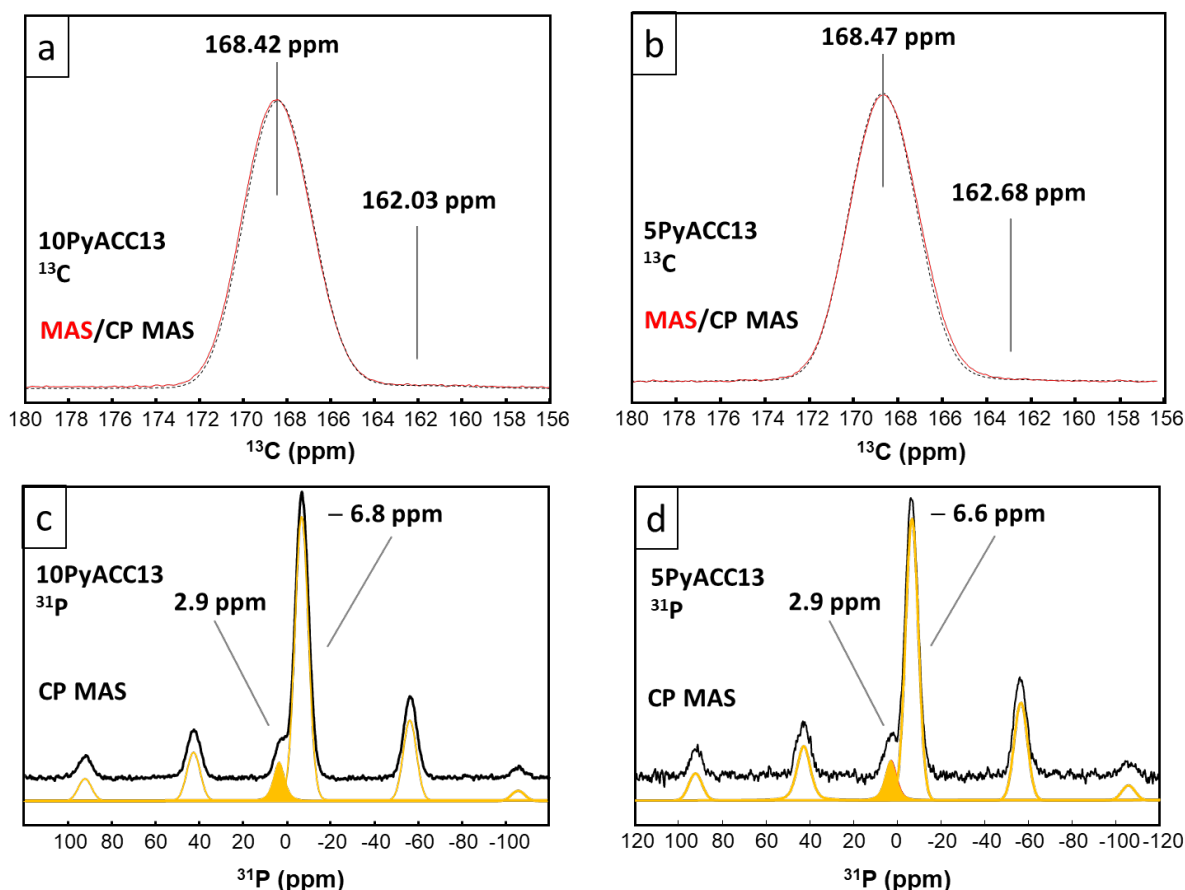 a
168.42 ppm
162.03 ppm
10PyACC13
¹³C
MAS/CP MAS
180 178 176 174 172 170 168 166 164 162 160 158 156
¹³C (ppm)
b
168.47 ppm
162.68 ppm
5PyACC13
¹³C
MAS/CP MAS
180 178 176 174 172 170 168 166 164 162 160 158 156
¹³C (ppm)
c
– 6.8 ppm
10PyACC13
³¹P
2.9 ppm
CP MAS
100 80 60 40 20 0 -20 -40 -60 -80 -100
³¹P (ppm)
d
– 6.6 ppm
5PyACC13
³¹P
2.9 ppm
CP MAS
120 100 80 60 40 20 0 -20 -40 -60 -80 -100 -120
³¹P (ppm)